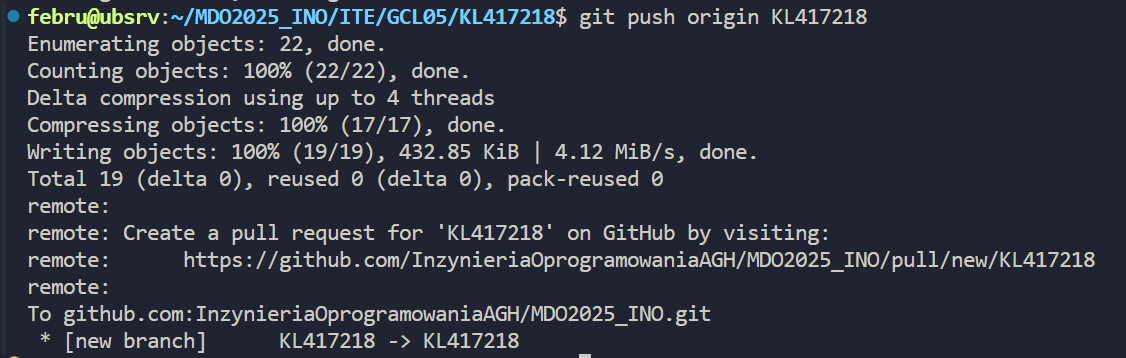 febru@ubsrv:~/MDO2025_INO/ITE/GCL05/KL417218$ git push origin KL417218
Enumerating objects: 22, done.
Counting objects: 100% (22/22), done.
Delta compression using up to 4 threads
Compressing objects: 100% (17/17), done.
Writing objects: 100% (19/19), 432.85 KiB | 4.12 MiB/s, done.
Total 19 (delta 0), reused 0 (delta 0), pack-reused 0
remote:
remote: Create a pull request for 'KL417218' on GitHub by visiting:
remote:      https://github.com/InzynieriaOprogramowaniaAGH/MDO2025_INO/pull/new/KL417218
remote:
To github.com:InzynieriaOprogramowaniaAGH/MDO2025_INO.git
 * [new branch]      KL417218 -> KL417218